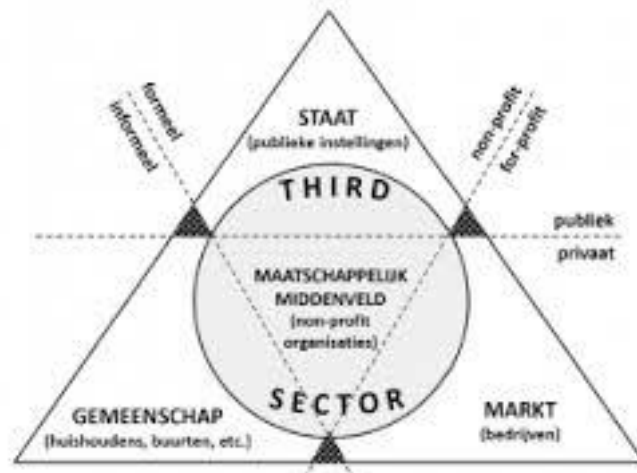 formeel
informeel
STAAT
(publieke instellingen)
non-profit
for-profit
THIRD
publiek
privaat
MAATSCHAPPELIJK
MIDDENVELD
(non-profit
organisaties)
SECTOR
GEMEENSCHAP
(huishoudens, buurten, etc.)
MARKT
(bedrijven)